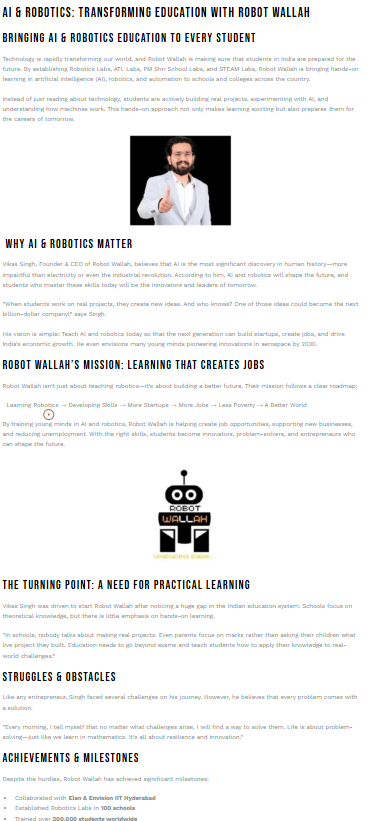 AI & ROBOTICS: TRANSFORMING EDUCATION WITH ROBOT WALLAH
BRINGING AI & ROBOTICS EDUCATION TO EVERY STUDENT
Technology is rapidly transforming our world, and Robot Wallah is making sure that students in India are prepared for the
future. By establishing Robotics Labs, ATL Labs, PM Shri School Labs, and STEAM Labs, Robot Wallah is bringing hands-on
learning in artificial intelligence (AI), robotics, and automation to schools and colleges across the country.
Instead of just reading about technology, students are actively building real projects, experimenting with AI, and
understanding how machines work. This hands-on approach not only makes learning exciting but also prepares them for
the careers of tomorrow.
WHY AI & ROBOTICS MATTER
Vikas Singh, Founder & CEO of Robot Wallah, believes that AI is the most significant discovery in human history—more
impactful than electricity or even the industrial revolution. According to him, AI and robotics will shape the future, and
students who master these skills today will be the innovators and leaders of tomorrow.
"When students work on real projects, they create new ideas. And who knows? One of those ideas could become the next
billion-dollar company!" says Singh.
His vision is simple: Teach AI and robotics today so that the next generation can build startups, create jobs, and drive
India's economic growth. He even envisions many young minds pioneering innovations in aerospace by 2030.
ROBOT WALLAH'S MISSION: LEARNING THAT CREATES JOBS
Robot Wallah isn't just about teaching robotics—it's about building a better future. Their mission follows a clear roadmap:
Learning Robotics → Developing Skills → More Startups → More Jobs → Less Poverty → A Better World
By training young minds in AI and robotics, Robot Wallah is helping create job opportunities, supporting new businesses,
and reducing unemployment. With the right skills, students become innovators, problem-solvers, and entrepreneurs who
can shape the future.
ROBOT
WALLAH
THE TURNING POINT: A NEED FOR PRACTICAL LEARNING
Vikas Singh was driven to start Robot Wallah after noticing a huge gap in the Indian education system. Schools focus on
theoretical knowledge, but there is little emphasis on hands-on learning.
"In schools, nobody talks about making real projects. Even parents focus on marks rather than asking their children what
live project they built. Education needs to go beyond exams and teach students how to apply their knowledge to real-
world challenges."
STRUGGLES & OBSTACLES
Like any entrepreneur, Singh faced several challenges on his journey. However, he believes that every problem comes with
a solution.
"Every morning, I tell myself that no matter what challenges arise, I will find a way to solve them. Life is about problem-
solving—just like we learn in mathematics. It's all about resilience and innovation."
ACHIEVEMENTS & MILESTONES
Despite the hurdles, Robot Wallah has achieved significant milestones:
• Collaborated with Elan & Envision IIT Hyderabad
• Established Robotics Labs in 100 schools
• Trained over 200,000 students worldwide